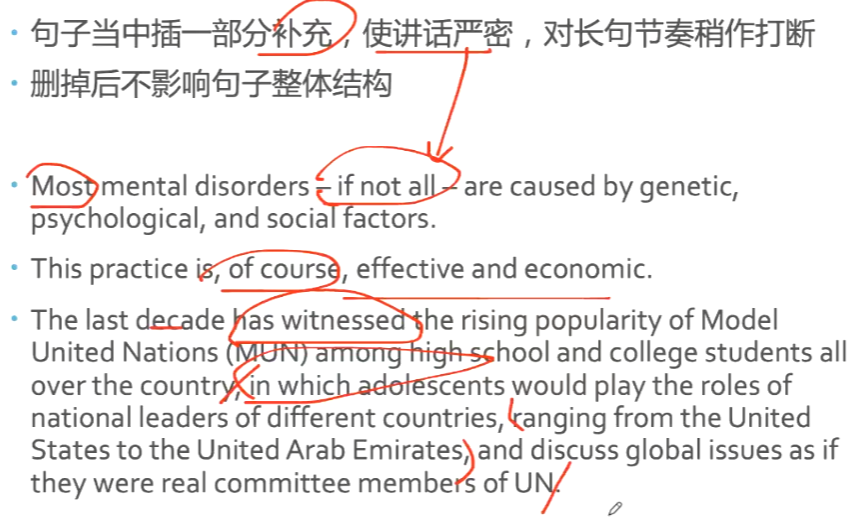 • 句子当中插一部分补充，使讲话严密，对长句节奏稍作打断
• 删掉后不影响句子整体结构
• Most mental disorders – if not all – are caused by genetic,
psychological, and social factors.
• This practice is, of course, effective and economic.
• The last decade has witnessed the rising popularity of Model
United Nations (MUN) among high school and college students all
over the country, in which adolescents would play the roles of
national leaders of different countries, ranging from the United
States to the United Arab Emirates, and discuss global issues as if
they were real committee members of UN.